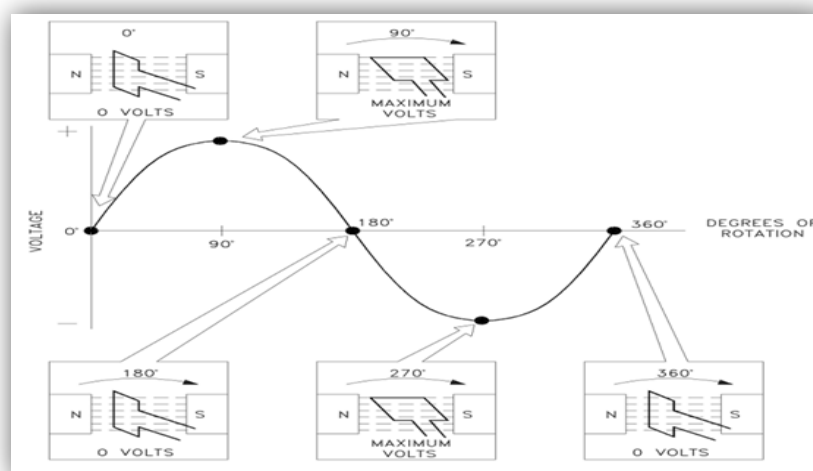 0°
N S
0 VOLTS
90°
N S
MAXIMUM
VOLTS
+
VOLTAGE
0°
90°
180°
270°
360°
DEGREES OF
ROTATION
—
180°
N S
0 VOLTS
270°
N S
MAXIMUM
VOLTS
360°
N S
0 VOLTS